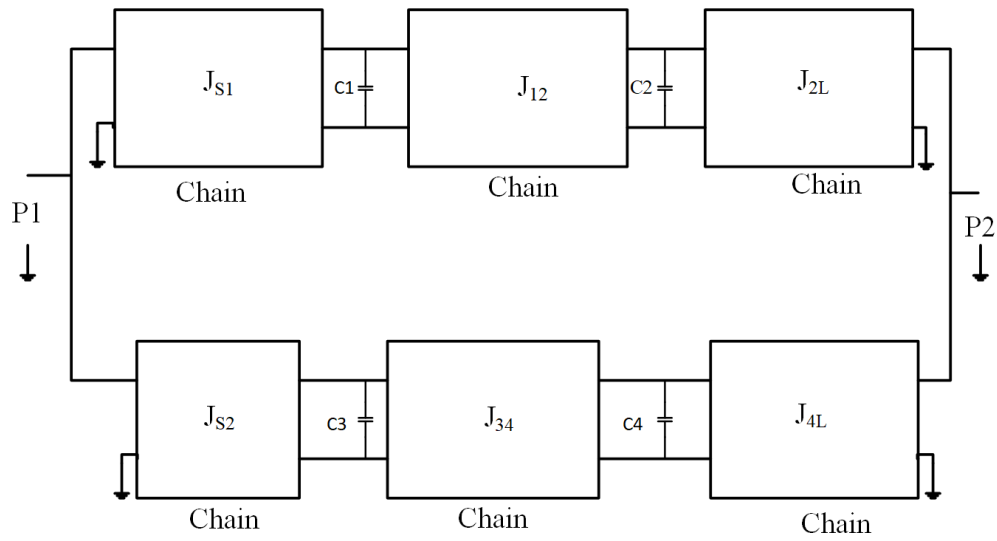 J_S1
C1
J_12
C2
J_2L
Chain
Chain
Chain
P1
P2
J_S2
C3
J_34
C4
J_4L
Chain
Chain
Chain